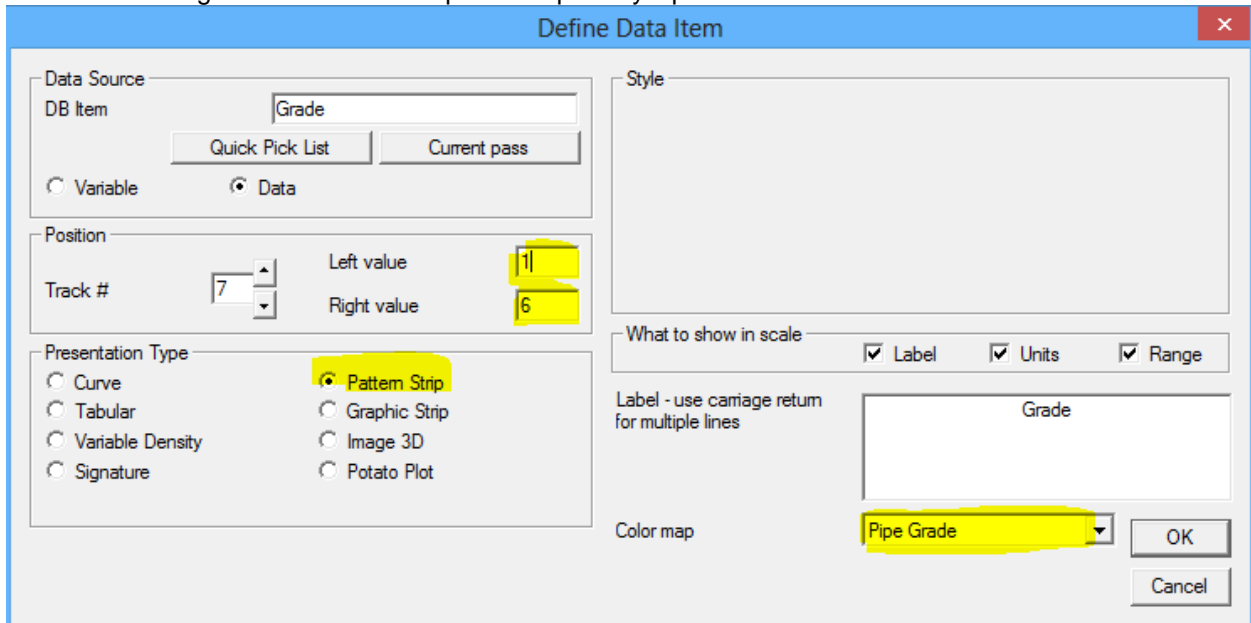 Define Data Item
Data Source
DB Item Grade
Quick Pick List Current pass
Variable Data
Position
Track # 7
Left value 1
Right value 6
Presentation Type
Curve Pattern Strip
Tabular Graphic Strip
Variable Density Image 3D
Signature Potato Plot
Style
What to show in scale
Label Units Range
Label - use carriage return
for multiple lines
Grade
Color map Pipe Grade
OK
Cancel